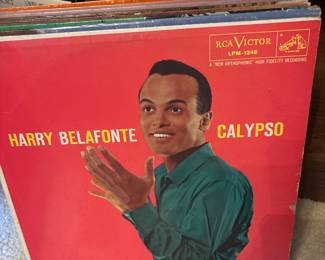 RCA VICTOR
LPM-1248
A "NEW ORTHOPHONIC" HIGH FIDELITY RECORDING
HARRY BELAFONTE CALYPSO